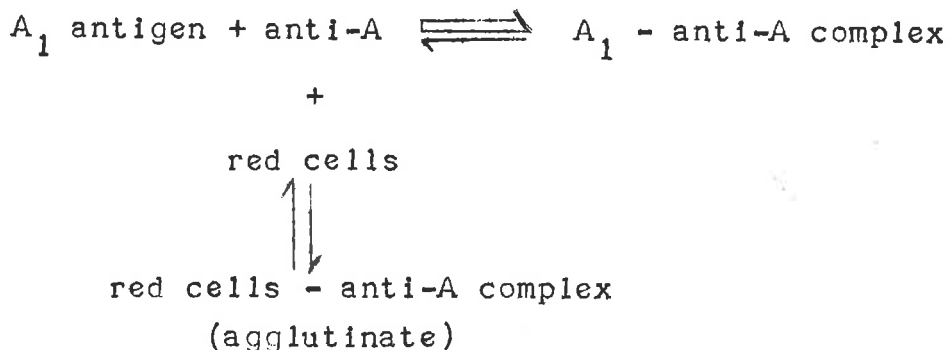 A₁ antigen + anti-A ⇌ A₁ - anti-A complex
+
red cells
⇅
red cells - anti-A complex
(agglutinate)